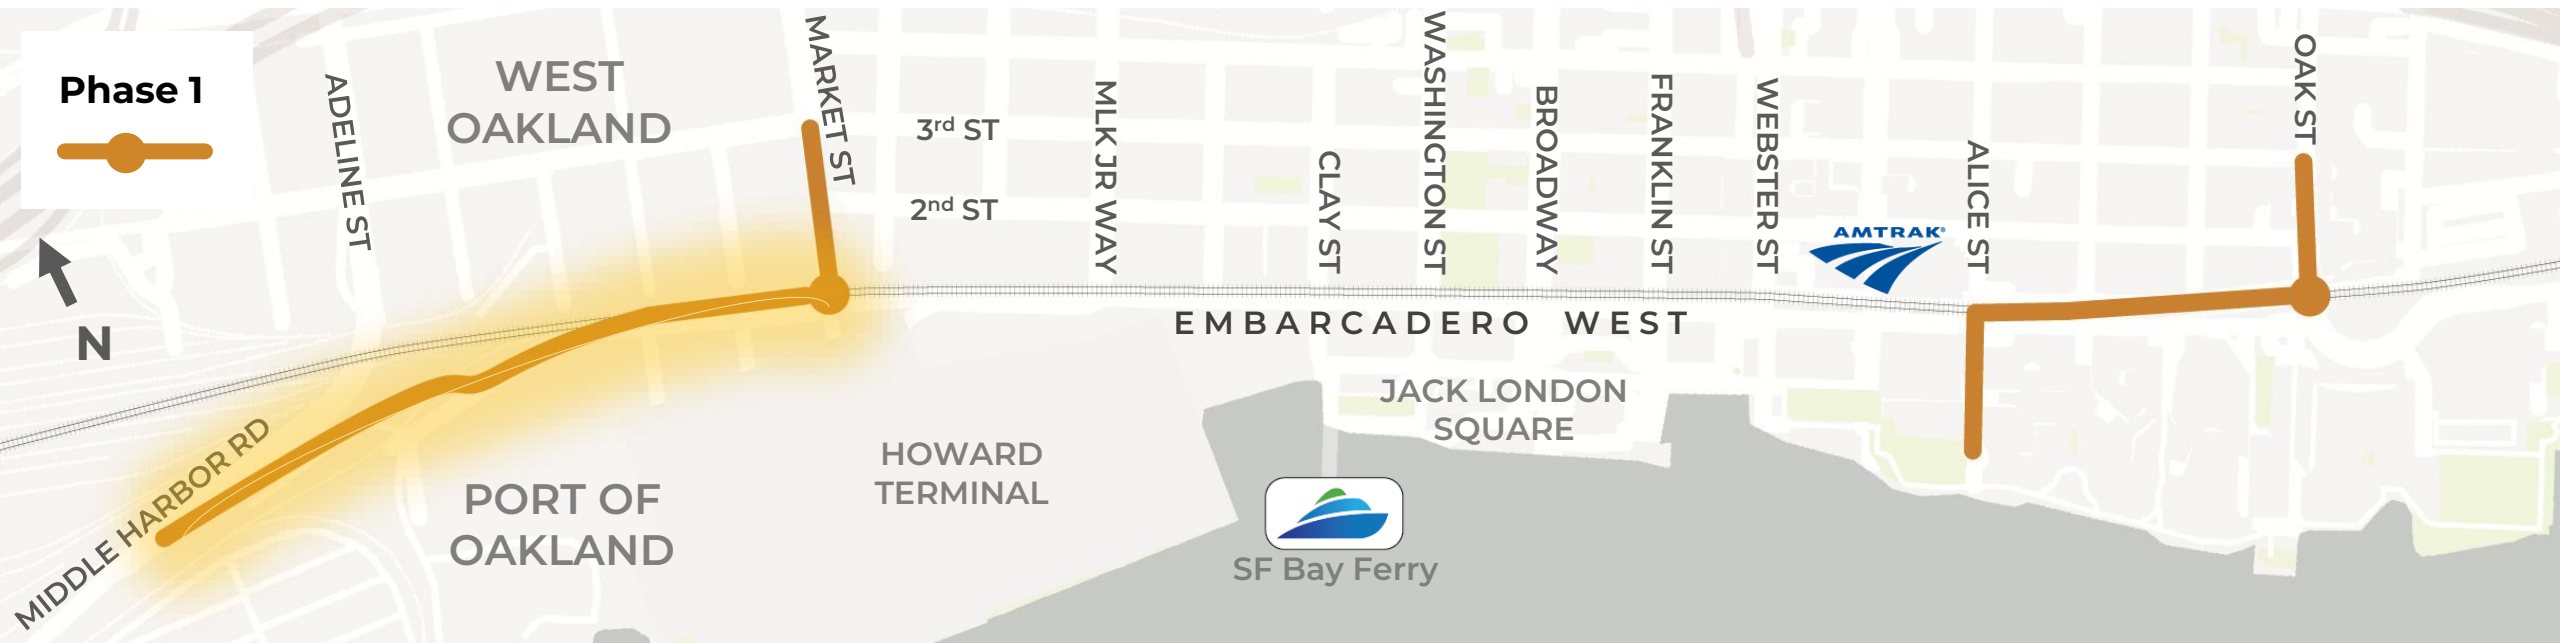 Phase 1
ADELINE ST
WEST
OAKLAND
MARKET ST
3rd ST
2nd ST
MLK JR WAY
CLAY ST
WASHINGTON ST
BROADWAY
FRANKLIN ST
WEBSTER ST
AMTRAK®
ALICE ST
OAK ST
N
EMBARCADERO WEST
JACK LONDON
SQUARE
MIDDLE HARBOR RD
PORT OF
OAKLAND
HOWARD
TERMINAL
SF Bay Ferry